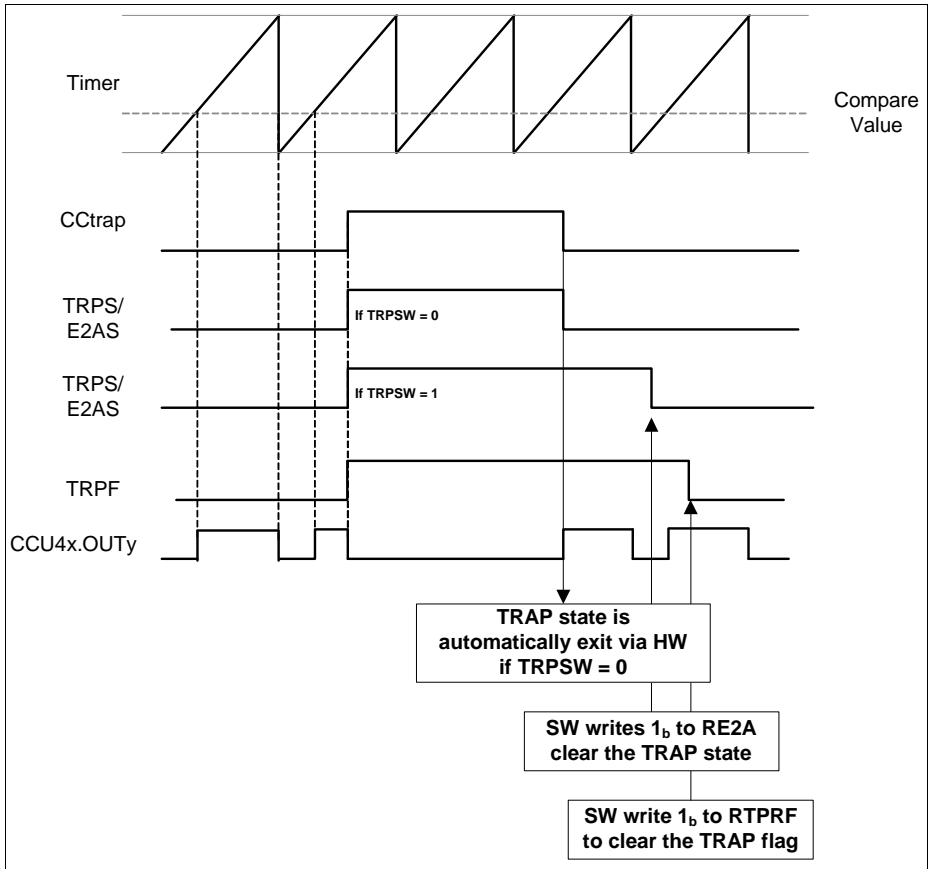 Timer
Compare
Value
CCtrap
TRPS/
E2AS
If TRPSW = 0
TRPS/
E2AS
If TRPSW = 1
TRPF
CCU4x.OUTy
TRAP state is
automatically exit via HW
if TRPSW = 0
SW writes 1b to RE2A
clear the TRAP state
SW write 1b to RTPRF
to clear the TRAP flag